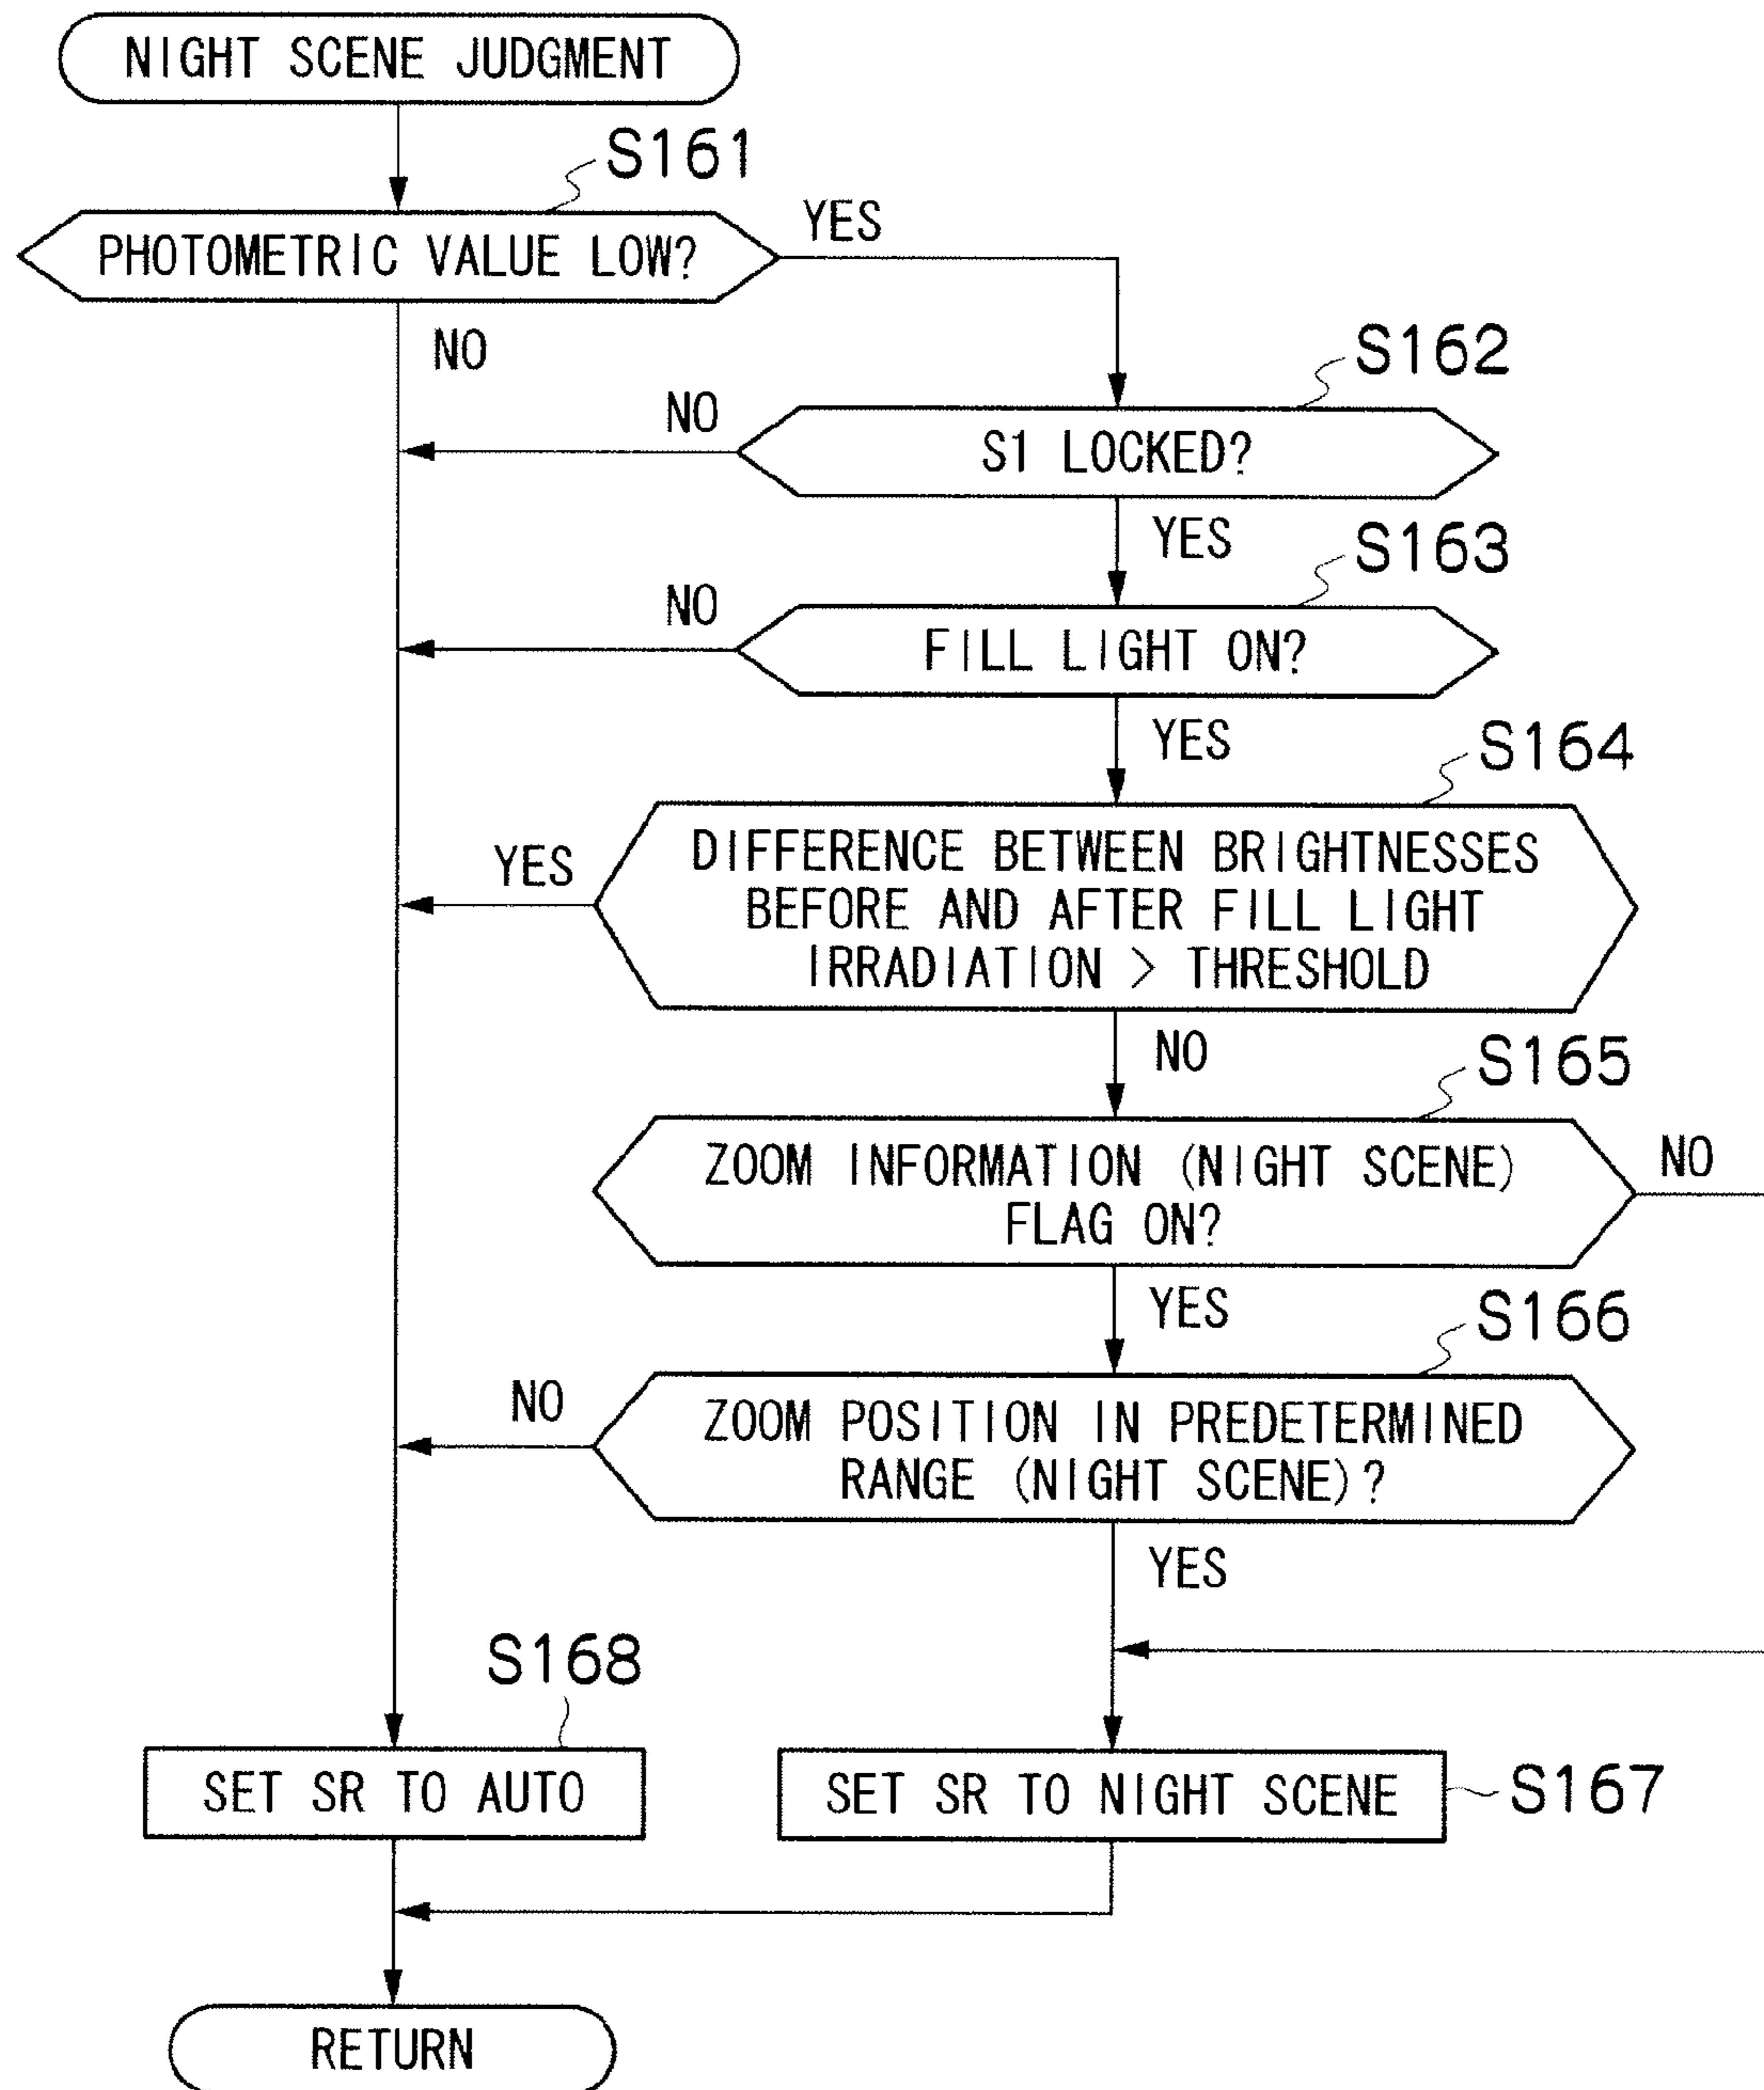 NIGHT SCENE JUDGMENT
S161
PHOTOMETRIC VALUE LOW?
YES
NO
S162
NO
S1 LOCKED?
YES
S163
NO
FILL LIGHT ON?
YES
S164
YES
DIFFERENCE BETWEEN BRIGHTNESSES
BEFORE AND AFTER FILL LIGHT
IRRADIATION > THRESHOLD
NO
S165
ZOOM INFORMATION (NIGHT SCENE)
FLAG ON?
NO
YES
S166
NO
ZOOM POSITION IN PREDETERMINED
RANGE (NIGHT SCENE)?
YES
S168
SET SR TO AUTO
SET SR TO NIGHT SCENE
S167
RETURN